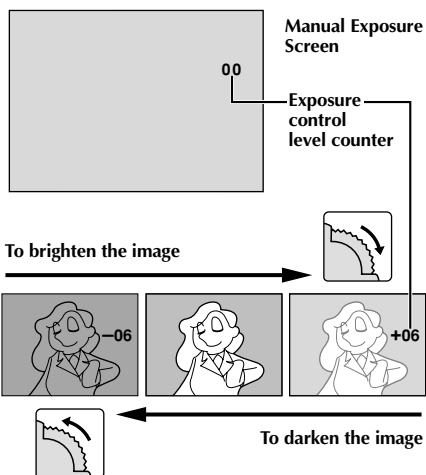 Manual Exposure
Screen
00
Exposure
control
level counter
To brighten the image
–06
+06
To darken the image